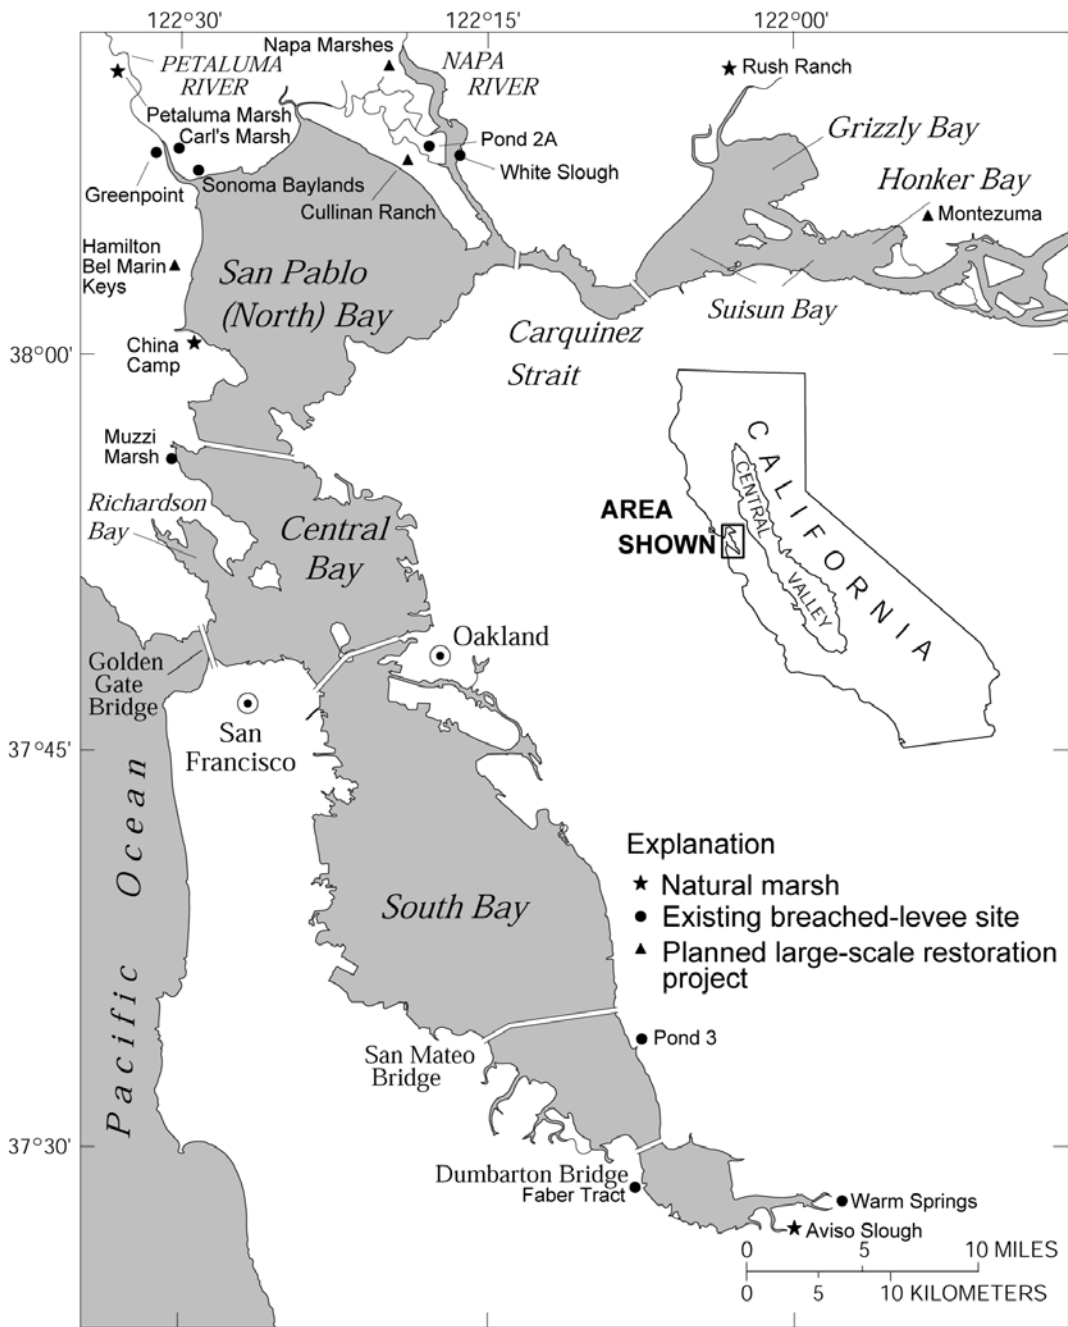 122°30'
122°15'
122°00'
Napa Marshes
PETALUMA
RIVER
NAPA
RIVER
Rush Ranch
Petaluma Marsh
Carl's Marsh
Grizzly Bay
Pond 2A
White Slough
Honker Bay
Greenpoint
Sonoma Baylands
Cullinan Ranch
Montezuma
Hamilton
Bel Marin
Keys
San Pablo
(North) Bay
Suisun Bay
Carquinez
Strait
38°00'
China
Camp
Muzzi
Marsh
Richardson
Bay
Central
Bay
CALIFORNIA
CENTRAL
VALLEY
AREA
SHOWN
Oakland
Golden
Gate
Bridge
San
Francisco
37°45'
Pacific Ocean
South Bay
Explanation
Natural marsh
Existing breached-levee site
Planned large-scale restoration
project
San Mateo
Bridge
Pond 3
37°30'
Dumbarton Bridge
Faber Tract
Warm Springs
Aviso Slough
0 5 10 MILES
0 5 10 KILOMETERS